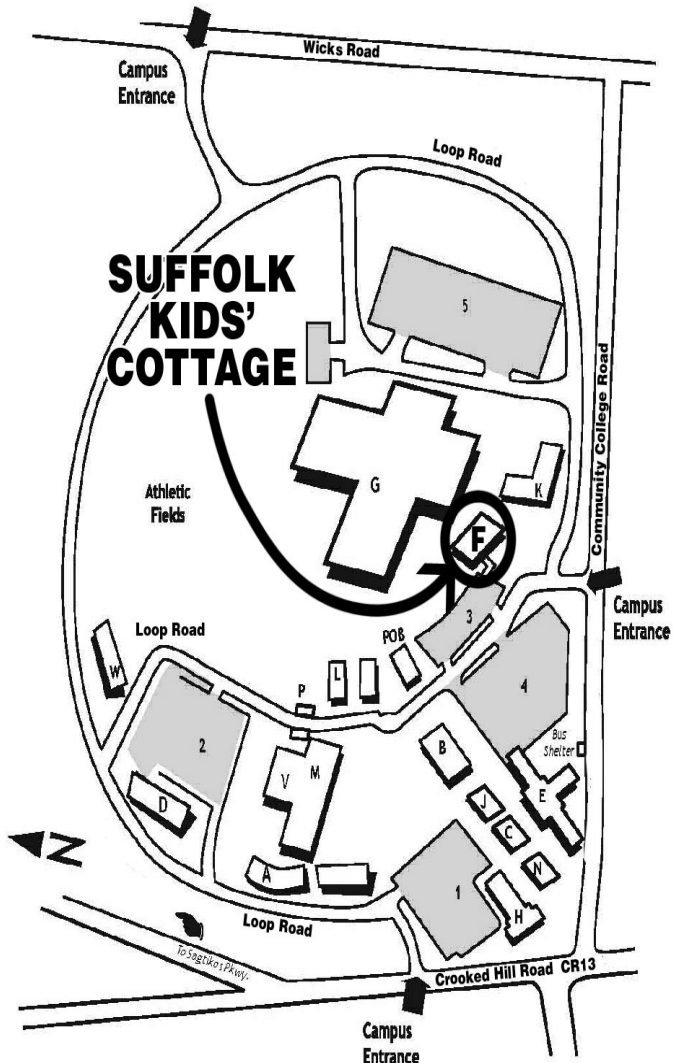 Wicks Road
Campus
Entrance
Loop Road
SUFFOLK
KIDS’
COTTAGE
5
G
K
F
Community College Road
Athletic
Fields
3
Campus
Entrance
Loop Road
POB
W
L
P
4
2
B
Bus
Shelter
V
M
D
J
E
C
A
N
1
H
N
Loop Road
To Sagtikos Pkwy.
Crooked Hill Road CR13
Campus
Entrance